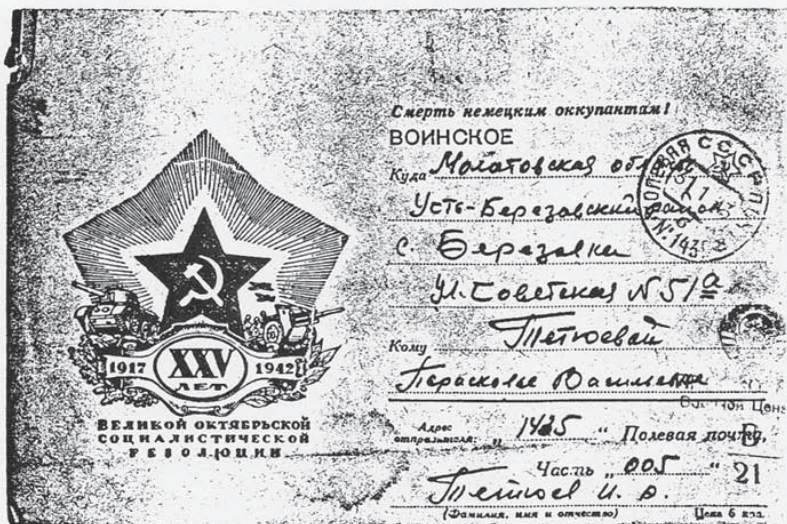 Смерть немецким оккупантам!
ВОИНСКОЕ
Куда Молотовская область
Усть-Березовский район
с. Березовка
ул. Советская № 51а
Кому Тетюевой
Парасковье Васильевне
Адрес отправителя „ 1425 “ Полевая почта,
Часть „ 005 “
Тетюев И.
(Фамилия, имя и отчество) Цена 6 коп.
21
1917 XXV ЛЕТ 1942
ВЕЛИКОЙ ОКТЯБРЬСКОЙ
СОЦИАЛИСТИЧЕСКОЙ
РЕВОЛЮЦИИ